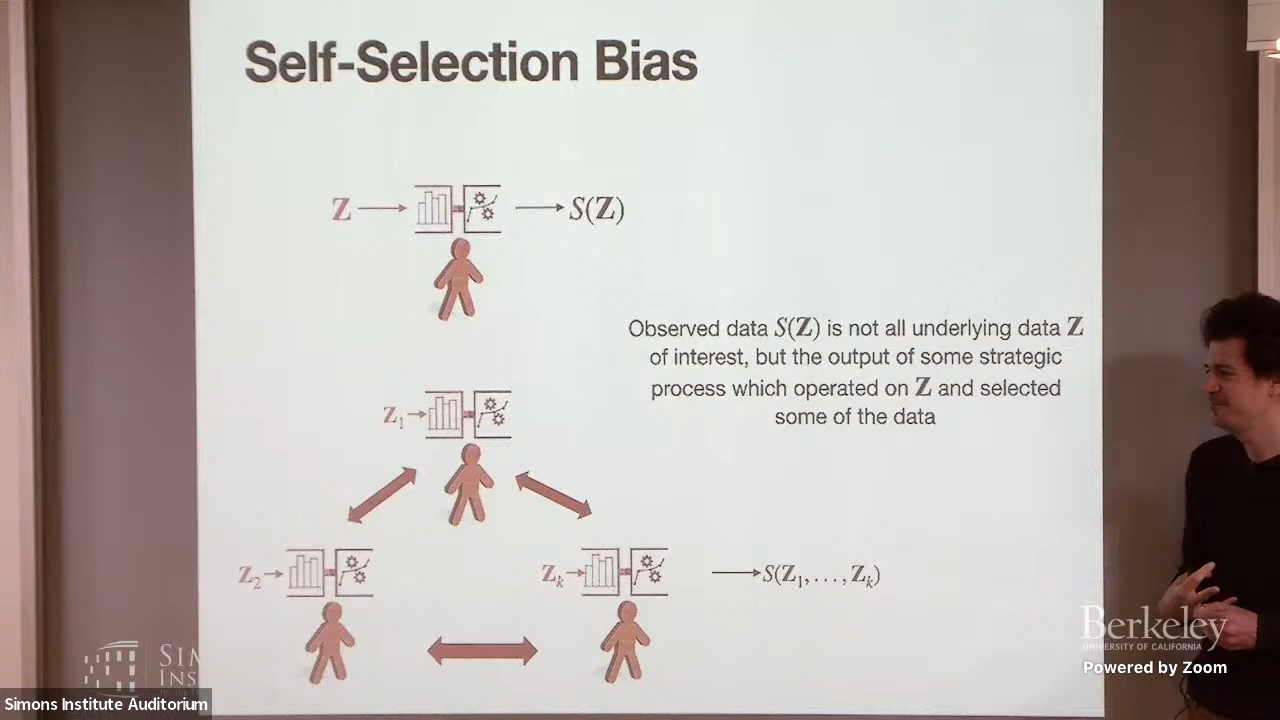 Self-Selection Bias
Z
S(Z)
Observed data S(Z) is not all underlying data Z
of interest, but the output of some strategic
process which operated on Z and selected
some of the data
Z₁
Z₂
Zₖ
S(Z₁, . . . , Zₖ)
Berkeley
UNIVERSITY OF CALIFORNIA
Powered by Zoom
Simons Institute Auditorium